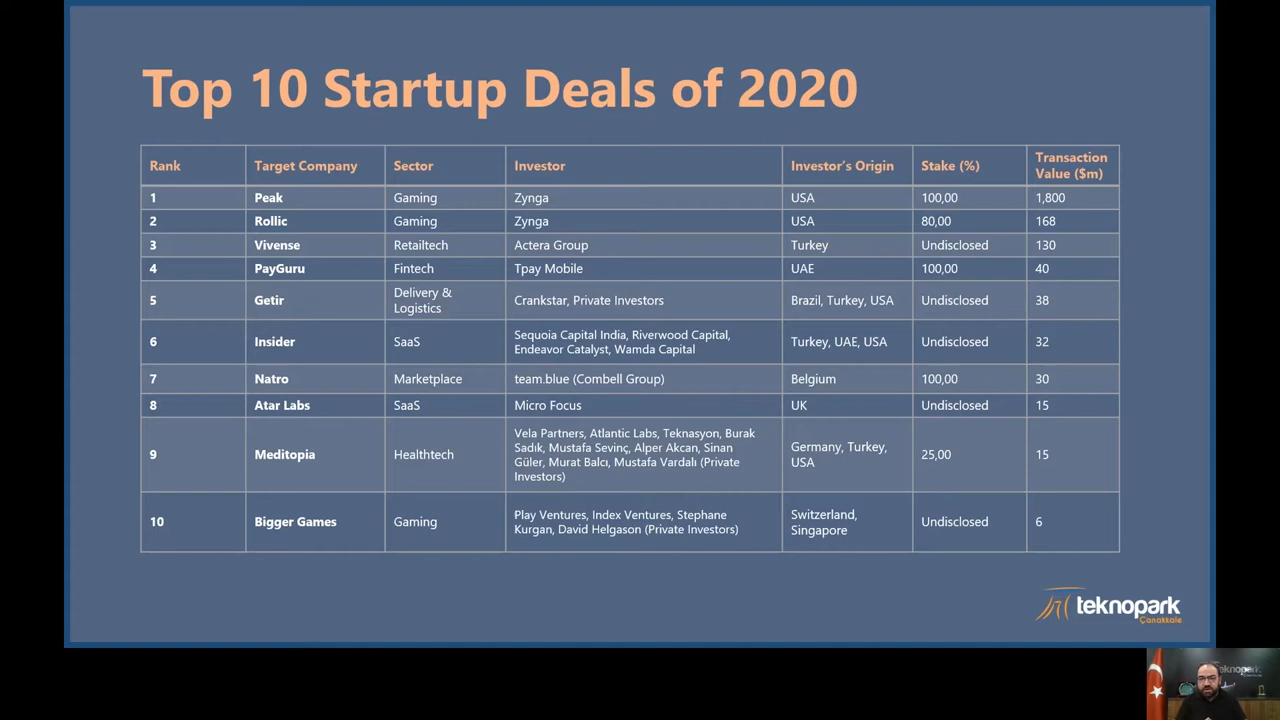 Top 10 Startup Deals of 2020
Rank Target Company Sector Investor Investor's Origin Stake (%) Transaction Value ($m)
1 Peak Gaming Zynga USA 100,00 1,800
2 Rollic Gaming Zynga USA 80,00 168
3 Vivense Retailtech Actera Group Turkey Undisclosed 130
4 PayGuru Fintech Tpay Mobile UAE 100,00 40
5 Getir Delivery & Logistics Crankstar, Private Investors Brazil, Turkey, USA Undisclosed 38
6 Insider SaaS Sequoia Capital India, Riverwood Capital, Endeavor Catalyst, Wamda Capital Turkey, UAE, USA Undisclosed 32
7 Natro Marketplace team.blue (Combell Group) Belgium 100,00 30
8 Atar Labs SaaS Micro Focus UK Undisclosed 15
9 Meditopia Healthtech Vela Partners, Atlantic Labs, Teknasyon, Burak Sadık, Mustafa Sevinç, Alper Akcan, Sinan Güler, Murat Balcı, Mustafa Vardalı (Private Investors) Germany, Turkey, USA 25,00 15
10 Bigger Games Gaming Play Ventures, Index Ventures, Stephane Kurgan, David Helgason (Private Investors) Switzerland, Singapore Undisclosed 6
teknopark
Çanakkale